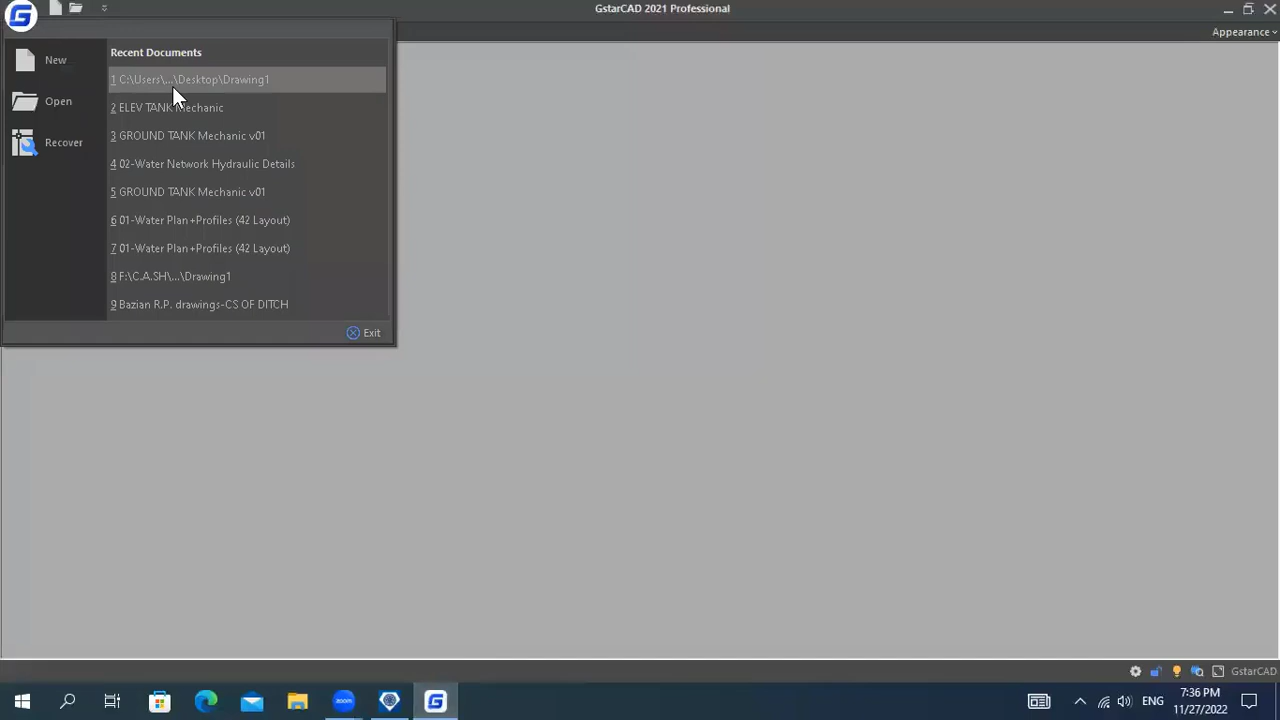 GstarCAD 2021 Professional
Appearance
New
Open
Recover
Recent Documents
1 C:\Users\...\Desktop\Drawing1
2 ELEV TANK Mechanic
3 GROUND TANK Mechanic v01
4 02-Water Network Hydraulic Details
5 GROUND TANK Mechanic v01
6 01-Water Plan+Profiles (42 Layout)
7 01-Water Plan+Profiles (42 Layout)
8 F:\C.A.SH\...\Drawing1
9 Bazian R.P. drawings-CS OF DITCH
Exit
GstarCAD
zoom
ENG
7:36 PM
11/27/2022